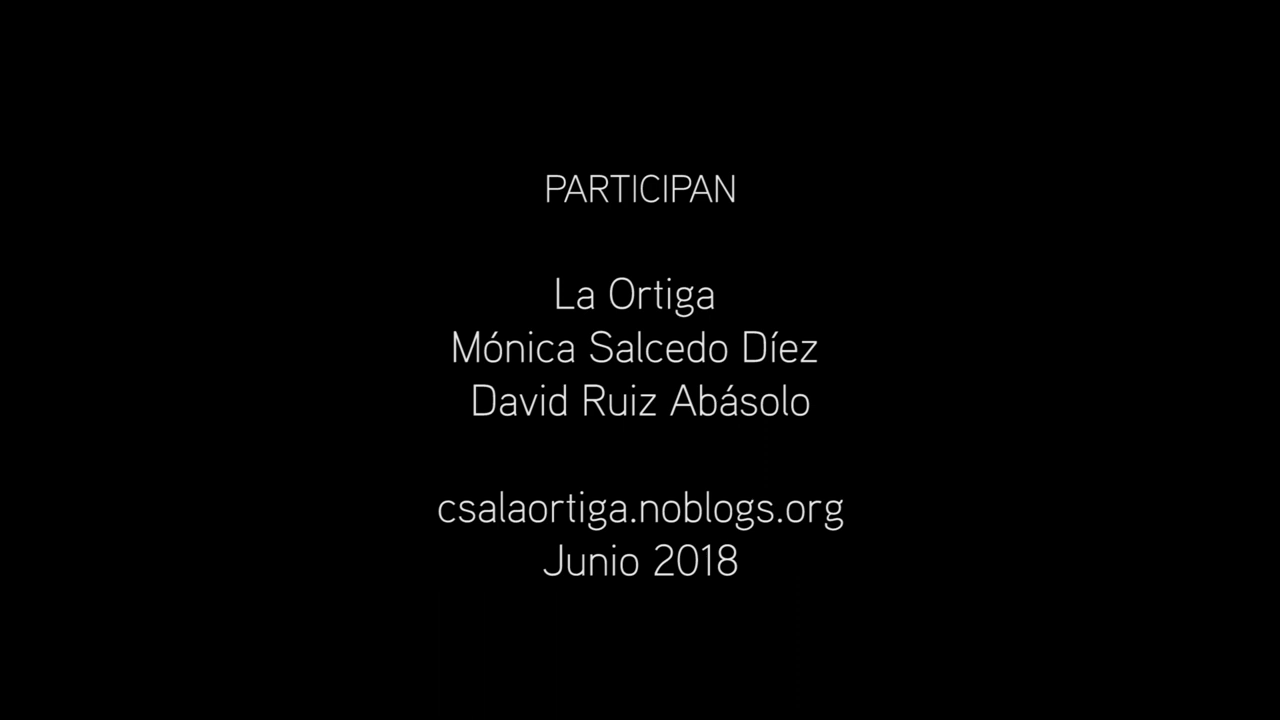 PARTICIPAN
La Ortiga
Mónica Salcedo Díez
David Ruiz Abásolo
csalaortiga.noblogs.org
Junio 2018